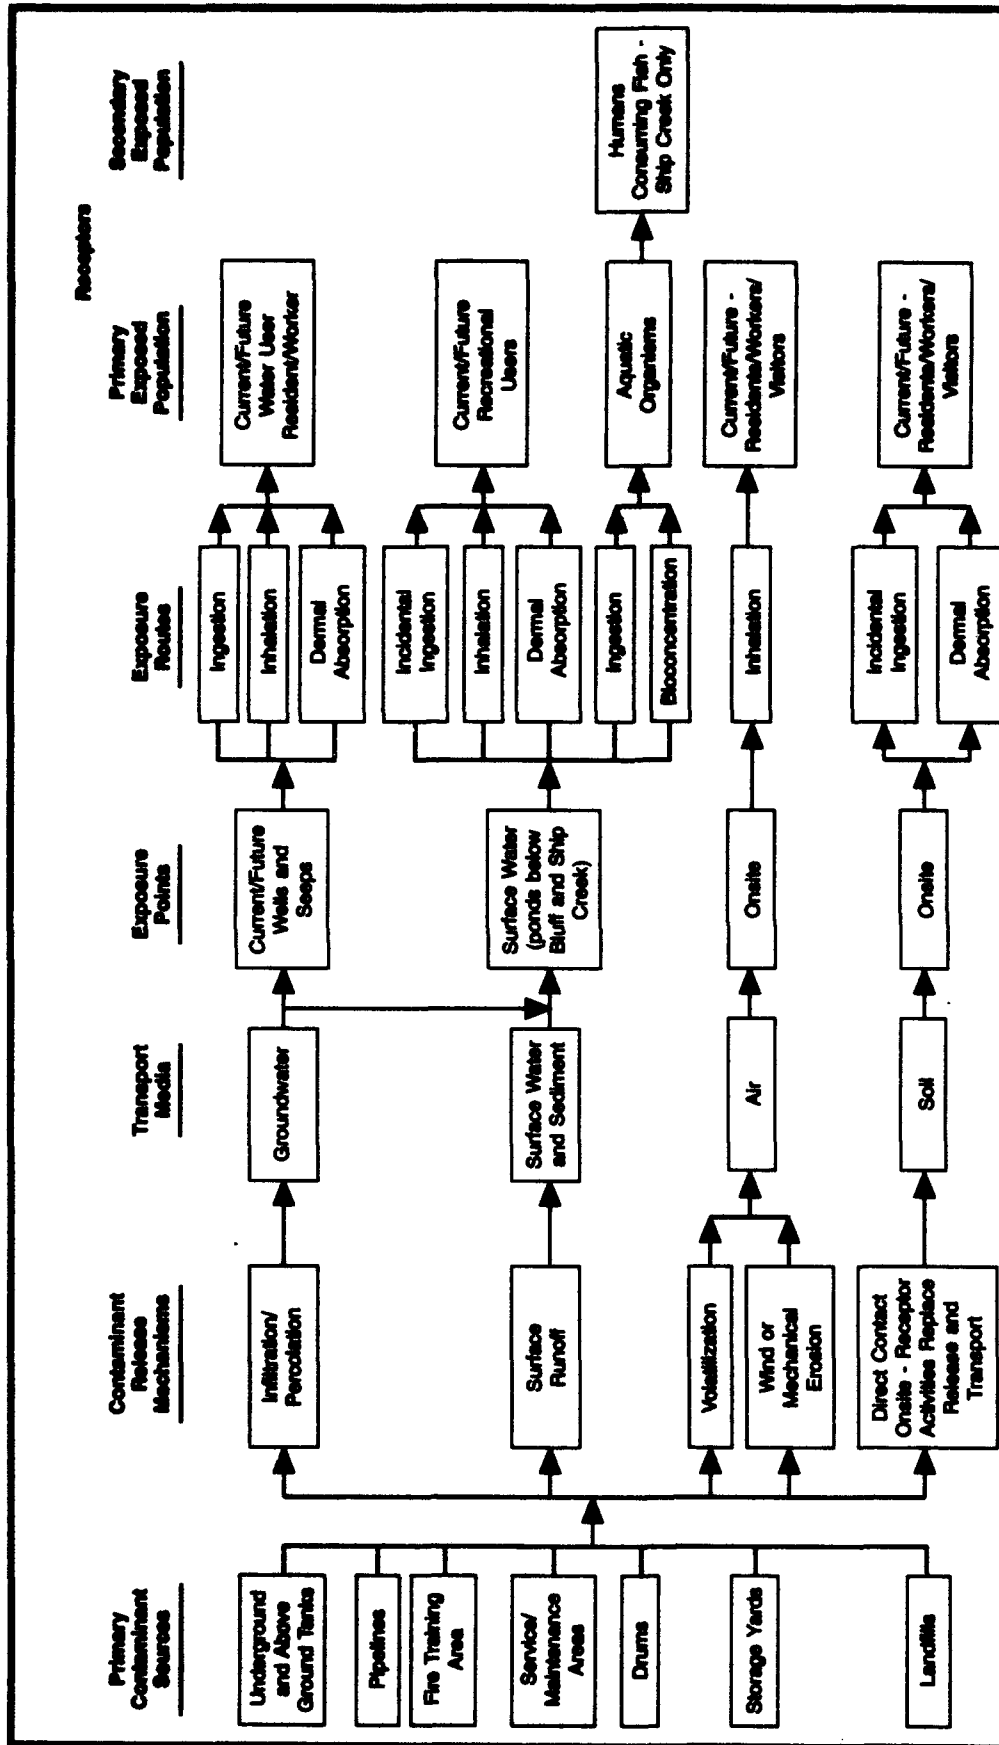 Receptors
Primary
Contaminant
Sources
Contaminant
Release
Mechanisms
Transport
Media
Exposure
Points
Exposure
Routes
Primary
Exposed
Population
Secondary
Exposed
Population
Underground
and Above
Ground Tanks
Pipelines
Fire Training
Area
Service/
Maintenance
Areas
Drums
Storage Yards
Landfills
Infiltration/
Percolation
Surface
Runoff
Volatilization
Wind or
Mechanical
Erosion
Direct Contact
Onsite - Receptor
Activities Replace
Release and
Transport
Groundwater
Surface Water
and Sediment
Air
Soil
Current/Future
Wells and
Seeps
Surface Water
(ponds below
Bluff and Ship
Creek)
Onsite
Onsite
Ingestion
Inhalation
Dermal
Absorption
Incidental
Ingestion
Inhalation
Dermal
Absorption
Ingestion
Bioconcentration
Inhalation
Incidental
Ingestion
Dermal
Absorption
Current/Future
Water User
Resident/Worker
Current/Future
Recreational
Users
Aquatic
Organisms
Current/Future -
Residents/Workers/
Visitors
Current/Future -
Residents/Workers/
Visitors
Humans
Consuming Fish -
Ship Creek Only